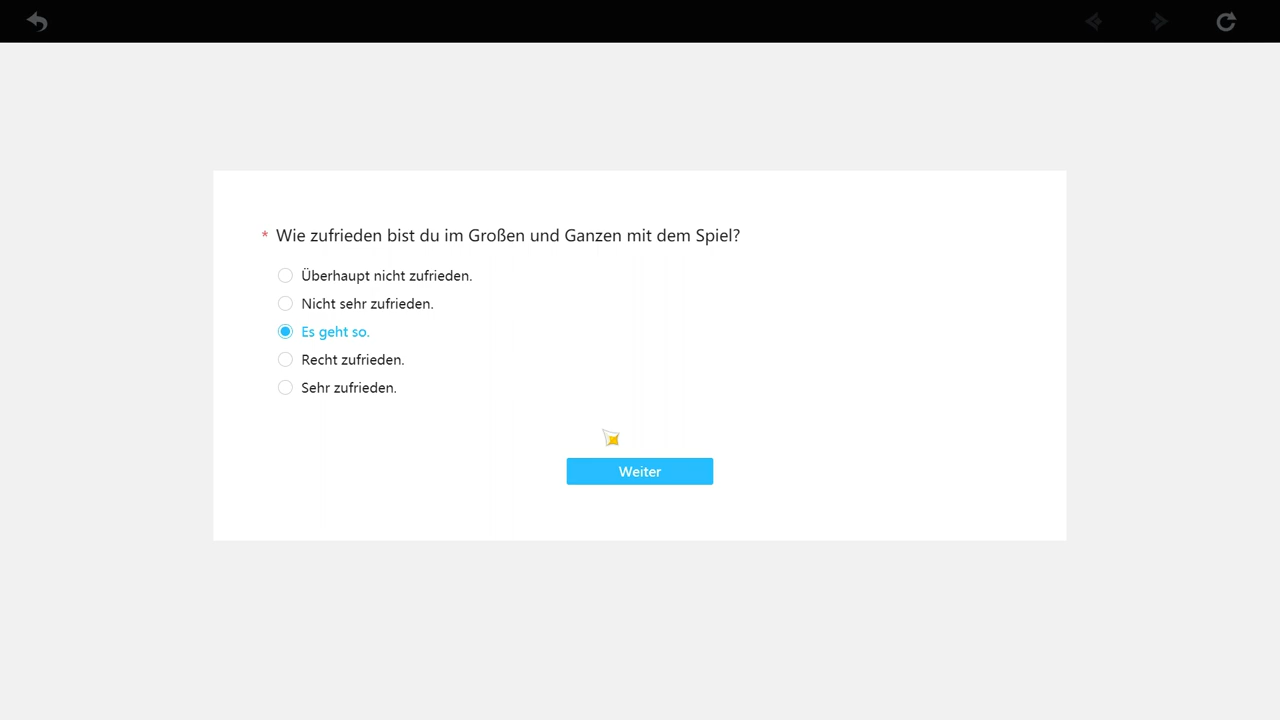 * Wie zufrieden bist du im Großen und Ganzen mit dem Spiel?
Überhaupt nicht zufrieden.
Nicht sehr zufrieden.
Es geht so.
Recht zufrieden.
Sehr zufrieden.
Weiter